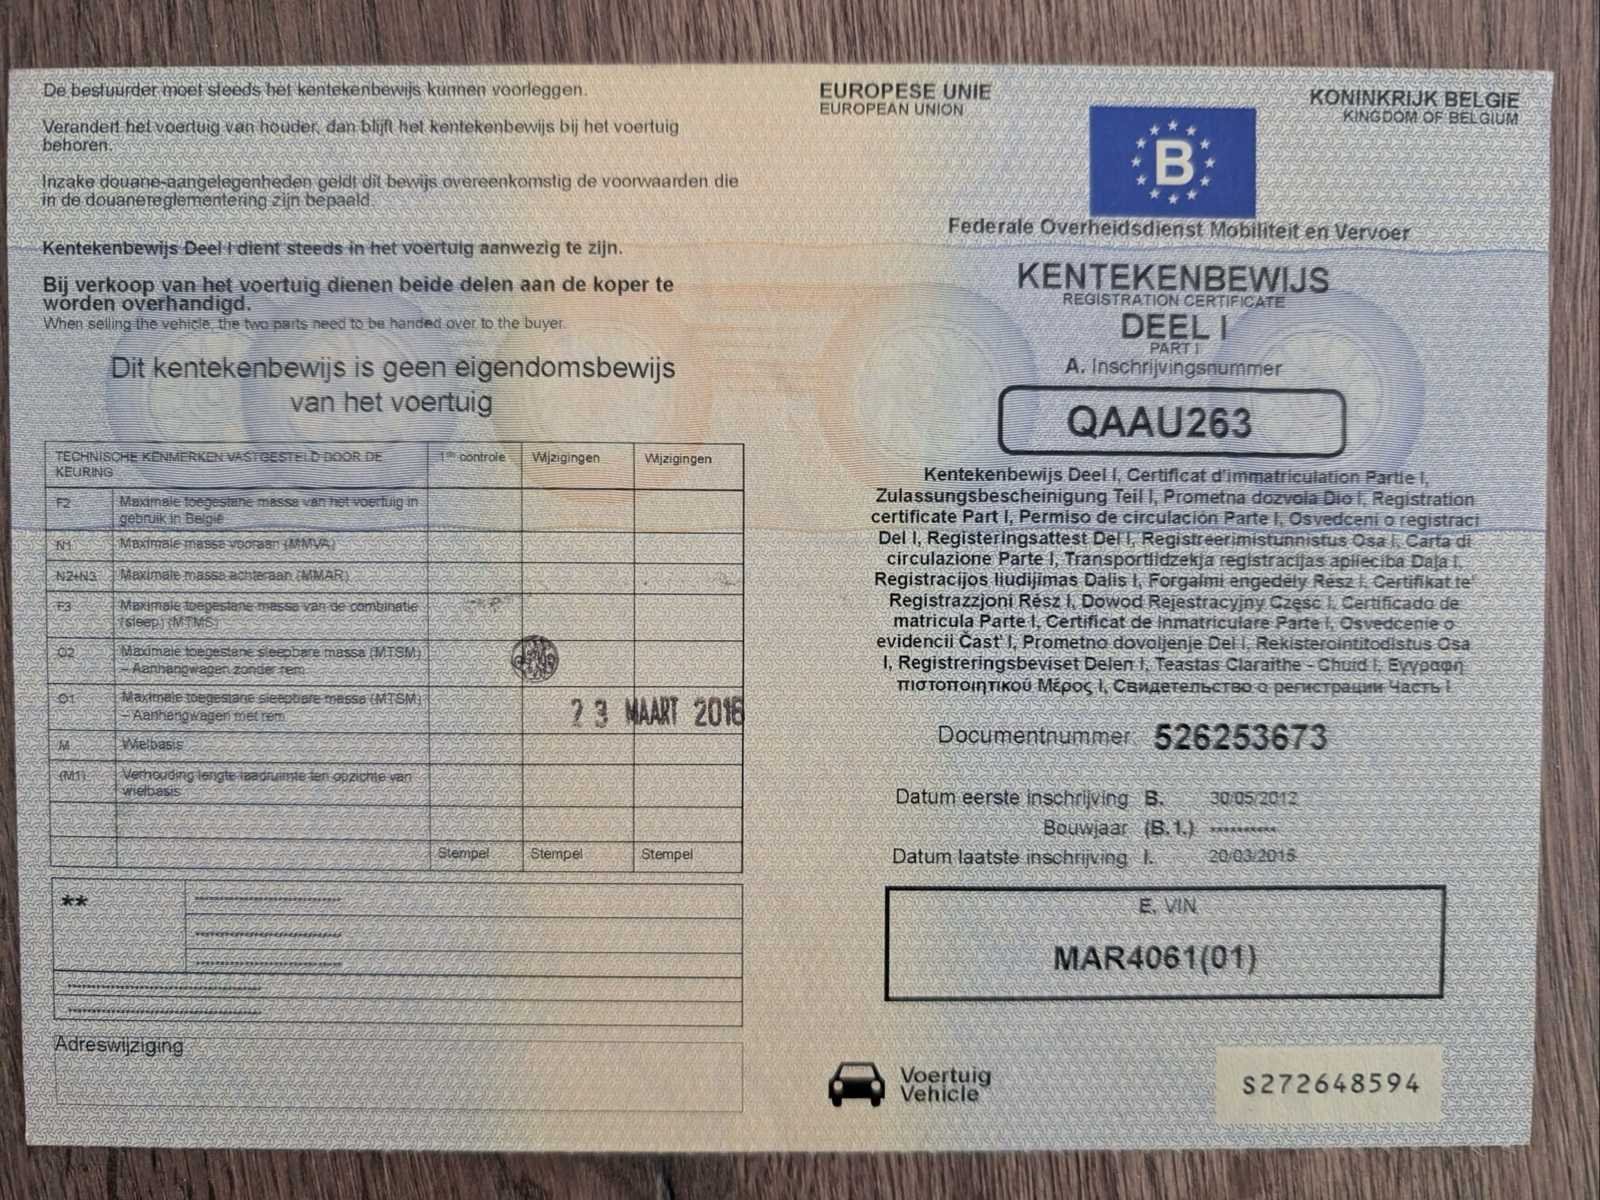 De bestuurder moet steeds het kentekenbewijs kunnen voorleggen.
Verandert het voertuig van houder, dan blijft het kentekenbewijs bij het voertuig
behoren.
Inzake douane-aangelegenheden geldt dit bewijs overeenkomstig de voorwaarden die
in de douanereglementering zijn bepaald.
Kentekenbewijs Deel I dient steeds in het voertuig aanwezig te zijn.
Bij verkoop van het voertuig dienen beide delen aan de koper te
worden overhandigd.
When selling the vehicle, the two parts need to be handed over to the buyer.
Dit kentekenbewijs is geen eigendomsbewijs
van het voertuig
TECHNISCHE KENMERKEN VASTGESTELD DOOR DE
KEURING
1ste controle
Wijzigingen
Wijzigingen
F2 Maximale toegestane massa van het voertuig in
gebruik in België
N1 Maximale massa vooraan (MMVA)
N2+N3 Maximale massa achteraan (MMAR)
F3 Maximale toegestane massa van de combinatie
(sleep) (MTMS)
O2 Maximale toegestane sleepbare massa (MTSM)
– Aanhangwagen zonder rem
O1 Maximale toegestane sleepbare massa (MTSM)
– Aanhangwagen met rem
23 MAART 2016
M Wielbasis
(M1) Verhouding lengte laadruimte ten opzichte van
wielbasis
Stempel Stempel Stempel
**
Adreswijziging
EUROPESE UNIE
EUROPEAN UNION
KONINKRIJK BELGIE
KINGDOM OF BELGIUM
B
Federale Overheidsdienst Mobiliteit en Vervoer
KENTEKENBEWIJS
REGISTRATION CERTIFICATE
DEEL I
PART I
A. Inschrijvingsnummer
QAAU263
Kentekenbewijs Deel I, Certificat d'immatriculation Partie I,
Zulassungsbescheinigung Teil I, Prometna dozvola Dio I, Registration
certificate Part I, Permiso de circulación Parte I, Osvedceni o registraci
Del I, Registeringsattest Del I, Registreerimistunnistus Osa I, Carta di
circulazione Parte I, Transportlidzekja registracijas apliecïba Daja I,
Registracijos liudijimas Dalis I, Forgalmi engedély Rész I, Certifikat te'
Registrazzjoni Rész I, Dowod Rejestracyjny Częsć I, Certificado de
matricula Parte I, Certificat de Inmatriculare Parte I, Osvedcenie o
evidencii Časť I, Prometno dovoljenje Del I, Rekisterointitodistus Osa
I, Registreringsbeviset Delen I, Teastas Claraithe - Chuid I, Εγγραφή
πιστοποιητικού Μέρος I, Свидетельство о регистрации Часть I
Documentnummer. 526253673
Datum eerste inschrijving B. 30/05/2012
Bouwjaar (B.1.) **********
Datum laatste inschrijving I. 20/03/2015
E. VIN
MAR4061(01)
Voertuig
Vehicle
S272648594